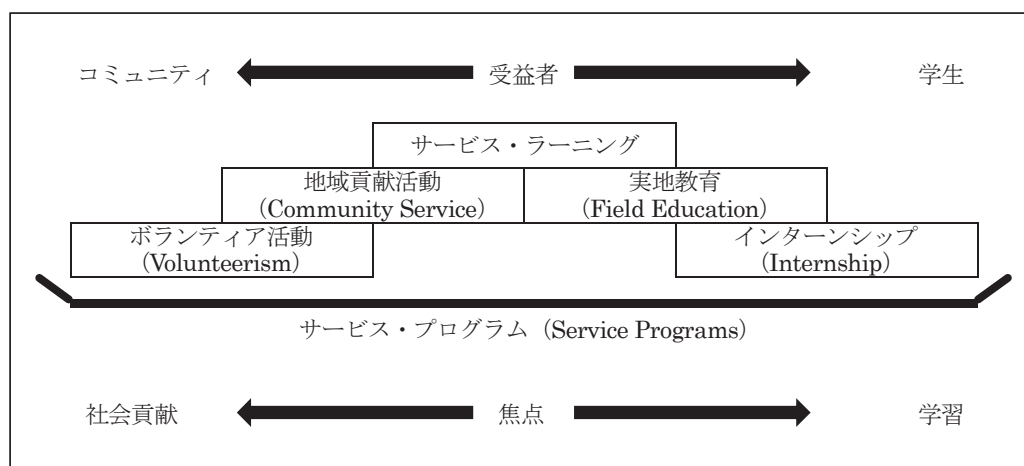 コミュニティ 受益者 学生
サービス・ラーニング
地域貢献活動 実地教育
(Community Service) (Field Education)
ボランティア活動 インターンシップ
(Volunteerism) (Internship)
サービス・プログラム (Service Programs)
社会貢献 焦点 学習